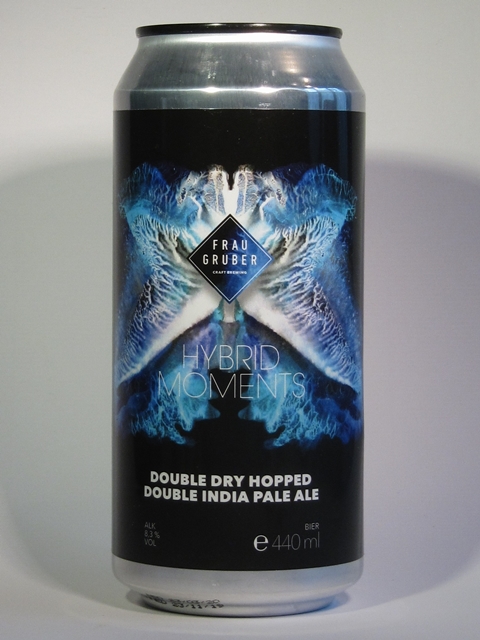 FRAU
GRUBER
CRAFT BREWING
HYBRID
MOMENTS
DOUBLE DRY HOPPED
DOUBLE INDIA PALE ALE
ALK
8.3 %
VOL
BIER
e 440 ml